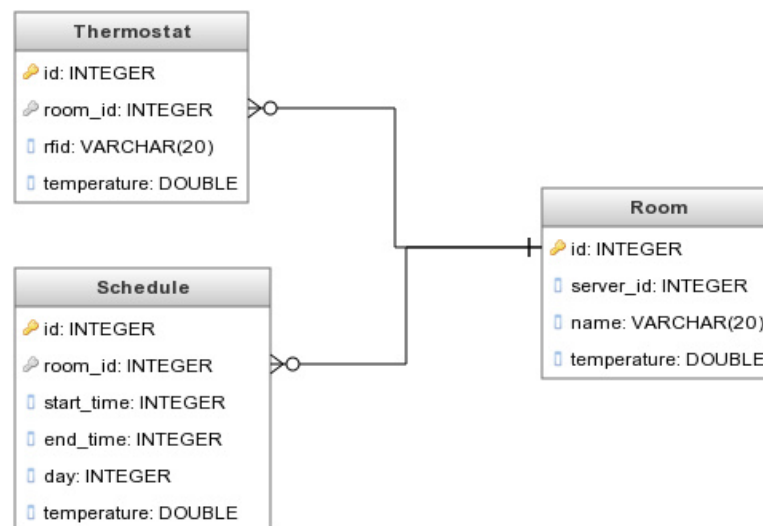 Thermostat
id: INTEGER
room_id: INTEGER
rfid: VARCHAR(20)
temperature: DOUBLE
Schedule
id: INTEGER
room_id: INTEGER
start_time: INTEGER
end_time: INTEGER
day: INTEGER
temperature: DOUBLE
Room
id: INTEGER
server_id: INTEGER
name: VARCHAR(20)
temperature: DOUBLE